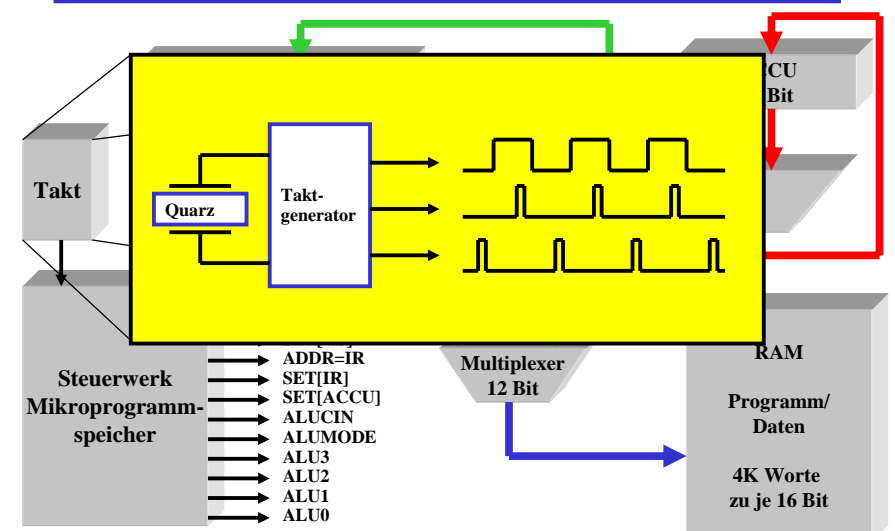 CU
Bit
Takt
Quarz
Takt-
generator
ADDR=IR
SET[IR]
SET[ACCU]
ALUCIN
ALUMODE
ALU3
ALU2
ALU1
ALU0
Steuerwerk
Mikroprogramm-
speicher
Multiplexer
12 Bit
RAM
Programm/
Daten
4K Worte
zu je 16 Bit